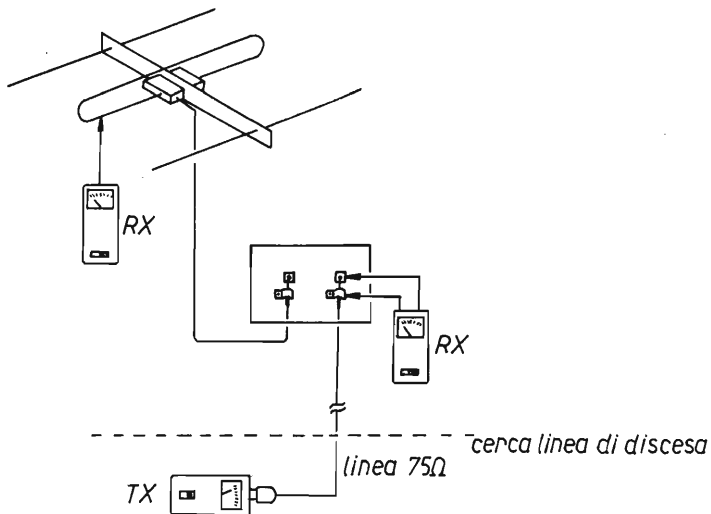 RX
RX
cerca linea di discesa
linea 75Ω
TX